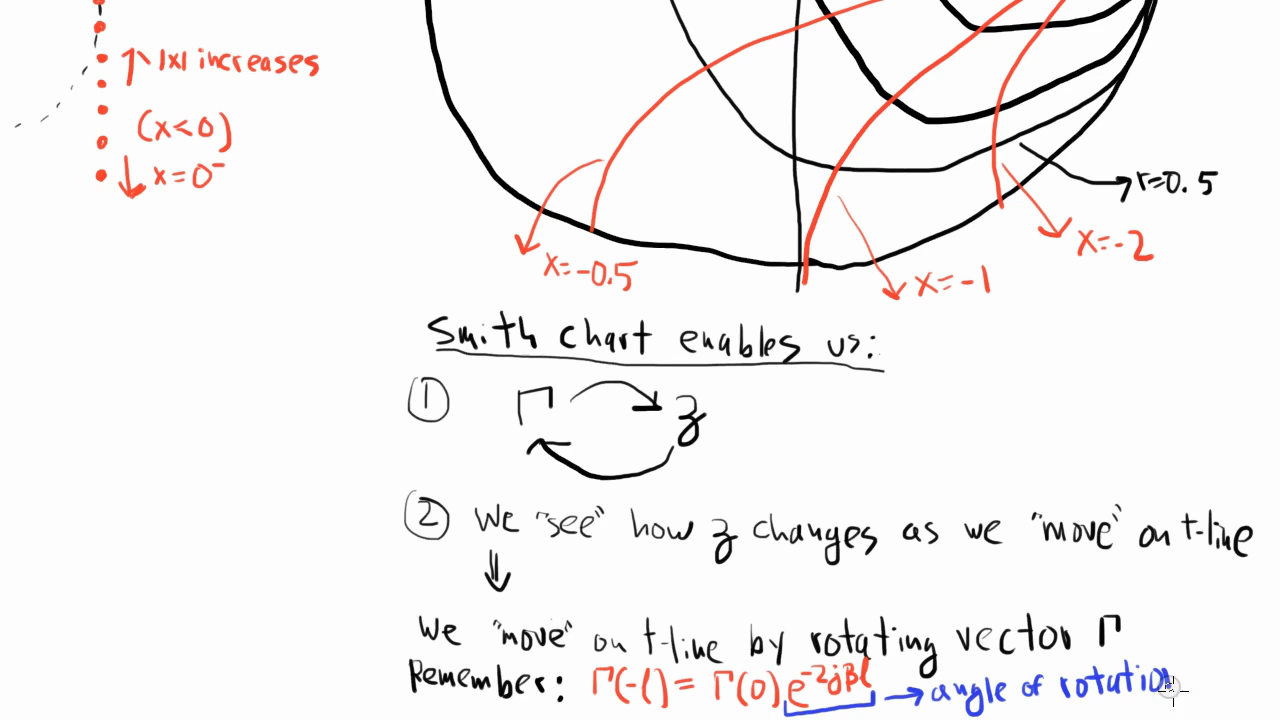 |x| increases
(x<0)
x=0⁻
r=0.5
x=-2
x=-0.5
x=-1
Smith Chart enables us:
① Γ z
② We "see" how z changes as we "move" on t-line
We "move" on t-line by rotating vector Γ
Remember: Γ(-l) = Γ(0) e^-2jβl → angle of rotation